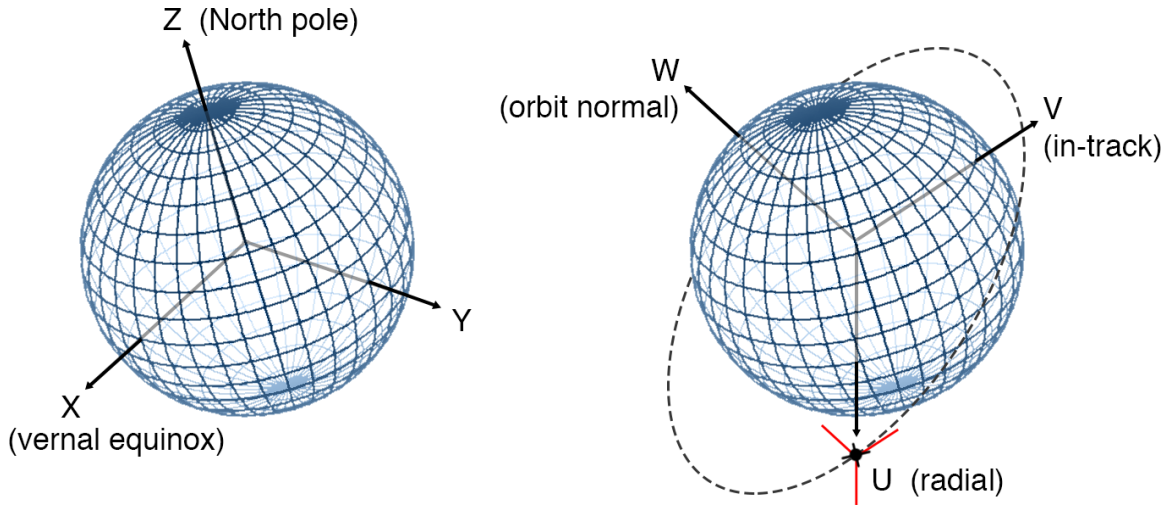 Z (North pole)
Y
X
(vernal equinox)
W
(orbit normal)
V
(in-track)
U (radial)